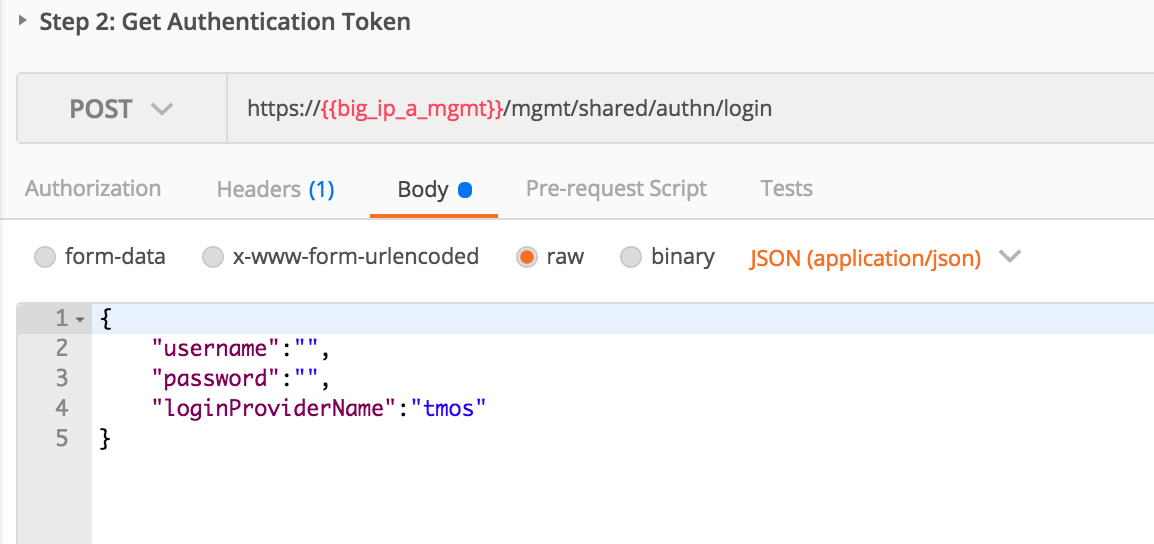 Step 2: Get Authentication Token
POST https://{{big_ip_a_mgmt}}/mgmt/shared/authn/login
Authorization Headers (1) Body Pre-request Script Tests
form-data x-www-form-urlencoded raw binary JSON (application/json)
1 {
2 "username":"",
3 "password":"",
4 "loginProviderName":"tmos"
5 }